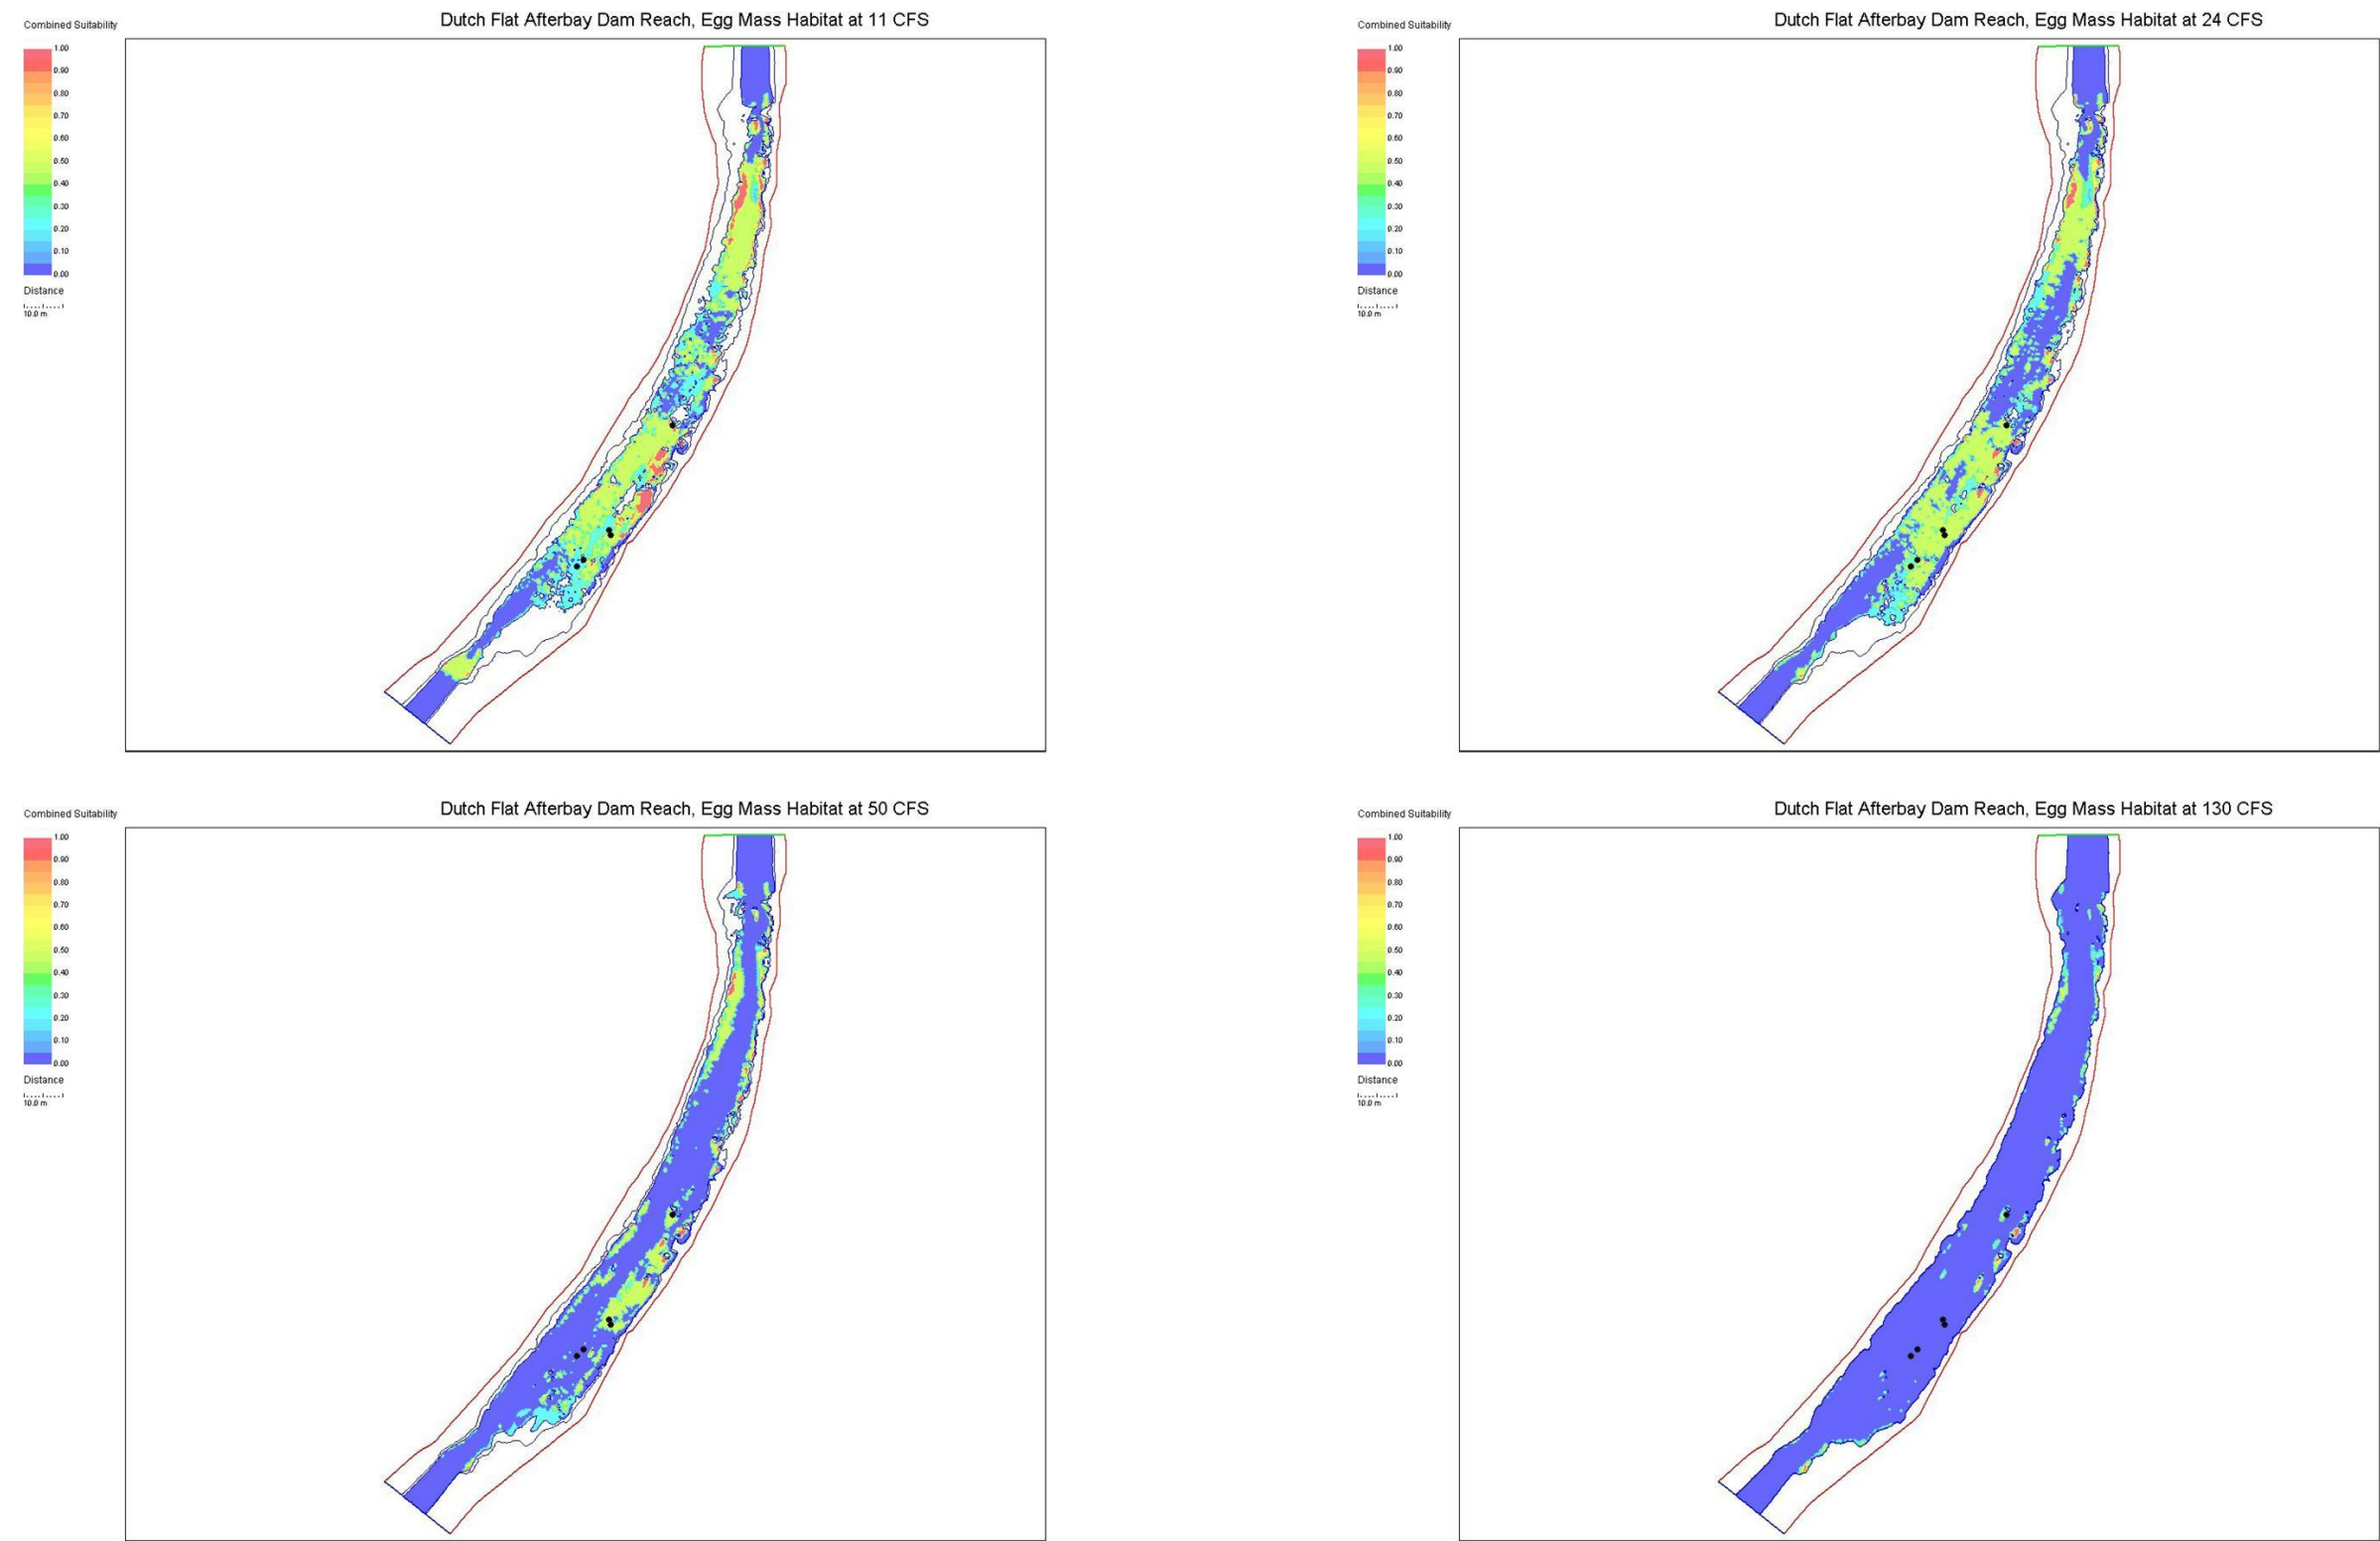 Dutch Flat Afterbay Dam Reach, Egg Mass Habitat at 11 CFS
Combined Suitability
1.00
0.90
0.80
0.70
0.60
0.50
0.40
0.30
0.20
0.10
0.00
Distance
10.0 m
Dutch Flat Afterbay Dam Reach, Egg Mass Habitat at 24 CFS
Combined Suitability
1.00
0.90
0.80
0.70
0.60
0.50
0.40
0.30
0.20
0.10
0.00
Distance
10.0 m
Dutch Flat Afterbay Dam Reach, Egg Mass Habitat at 50 CFS
Combined Suitability
1.00
0.90
0.80
0.70
0.60
0.50
0.40
0.30
0.20
0.10
0.00
Distance
10.0 m
Dutch Flat Afterbay Dam Reach, Egg Mass Habitat at 130 CFS
Combined Suitability
1.00
0.90
0.80
0.70
0.60
0.50
0.40
0.30
0.20
0.10
0.00
Distance
10.0 m